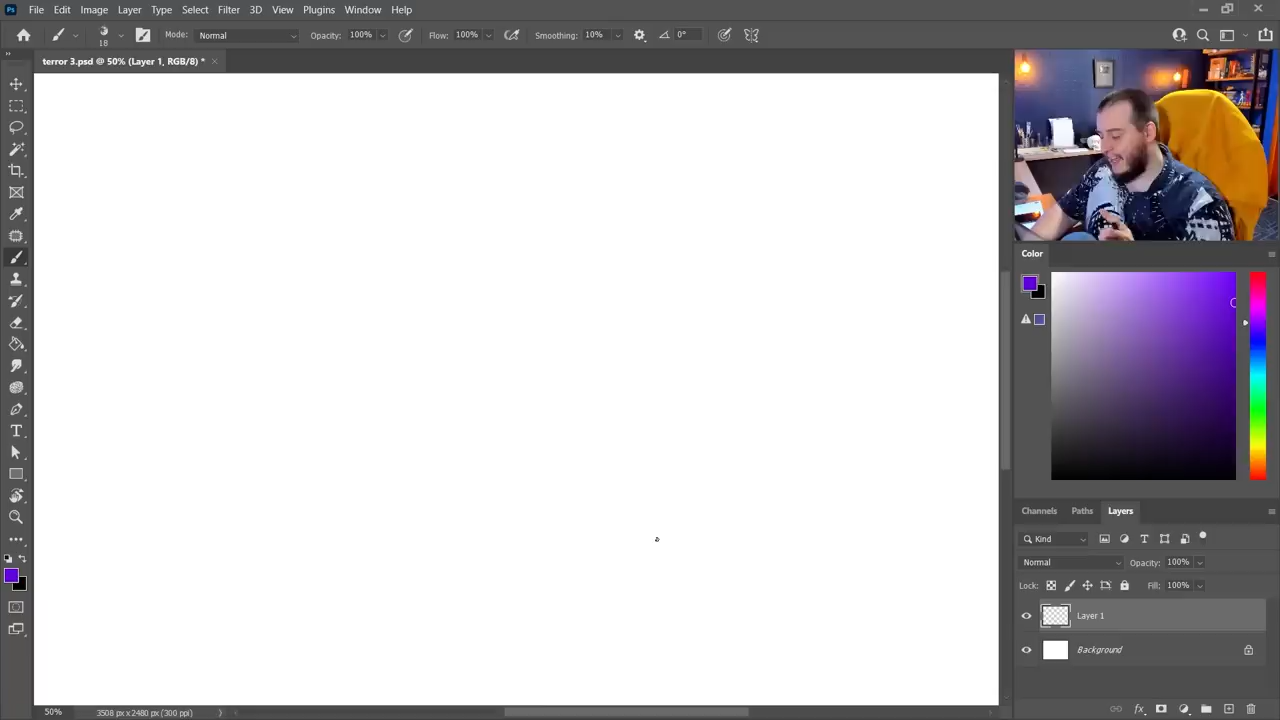 Ps File Edit Image Layer Type Select Filter 3D View Plugins Window Help
18 Mode: Normal Opacity: 100% Flow: 100% Smoothing: 10% 0°
terror 3.psd @ 50% (Layer 1, RGB/8) *
Color
Channels Paths Layers
Kind
Normal Opacity: 100%
Lock: Fill: 100%
Layer 1
Background
50% 3508 px x 2480 px (300 ppi)